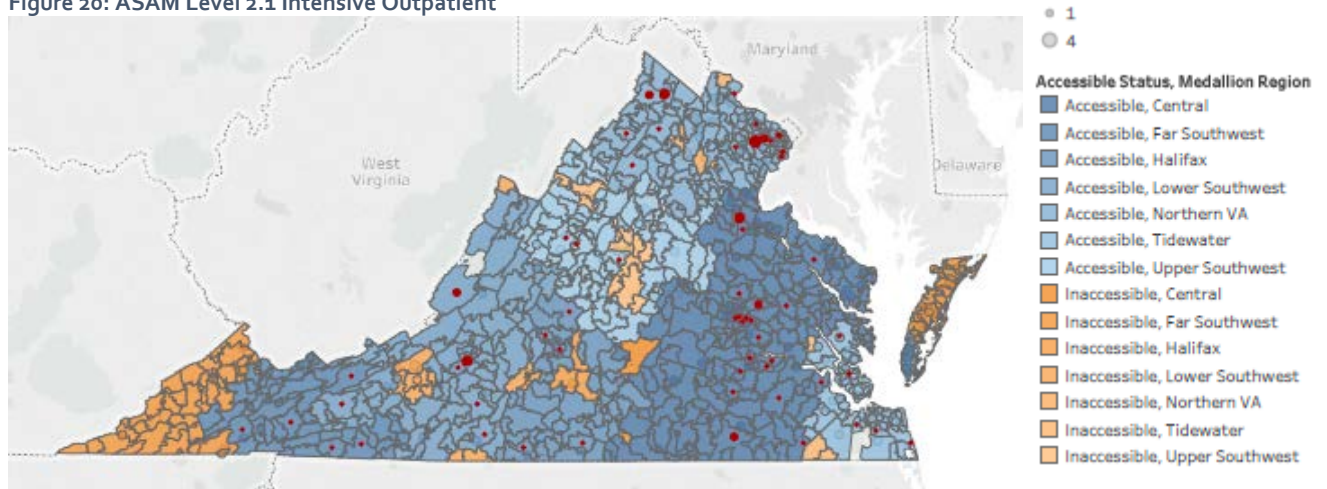 Figure 20: ASAM Level 2.1 Intensive Outpatient
Maryland
West
Virginia
Delaware
1
4
Accessible Status, Medallion Region
Accessible, Central
Accessible, Far Southwest
Accessible, Halifax
Accessible, Lower Southwest
Accessible, Northern VA
Accessible, Tidewater
Accessible, Upper Southwest
Inaccessible, Central
Inaccessible, Far Southwest
Inaccessible, Halifax
Inaccessible, Lower Southwest
Inaccessible, Northern VA
Inaccessible, Tidewater
Inaccessible, Upper Southwest